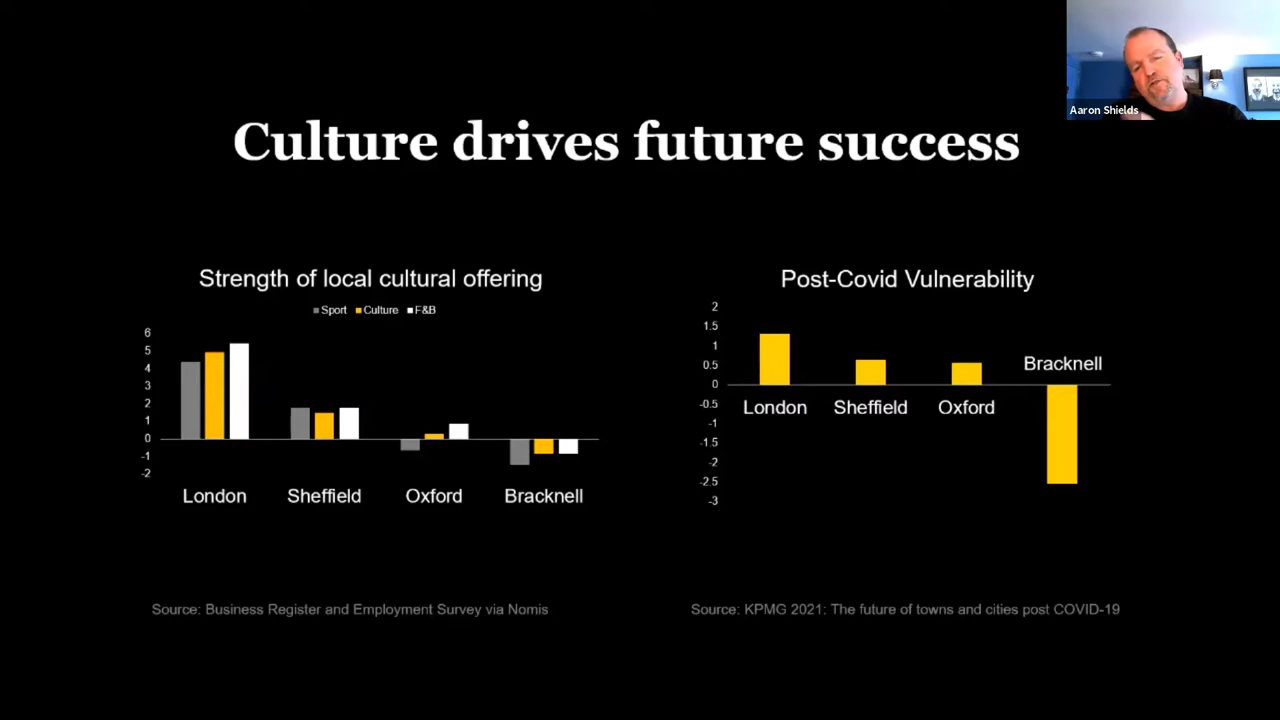 Aaron Shields
Culture drives future success
Strength of local cultural offering
Sport Culture F&B
6
5
4
3
2
1
0
-1
-2
London Sheffield Oxford Bracknell
Source: Business Register and Employment Survey via Nomis
Post-Covid Vulnerability
2
1.5
1
0.5
0
-0.5
-1
-1.5
-2
-2.5
-3
Bracknell
London Sheffield Oxford
Source: KPMG 2021: The future of towns and cities post COVID-19